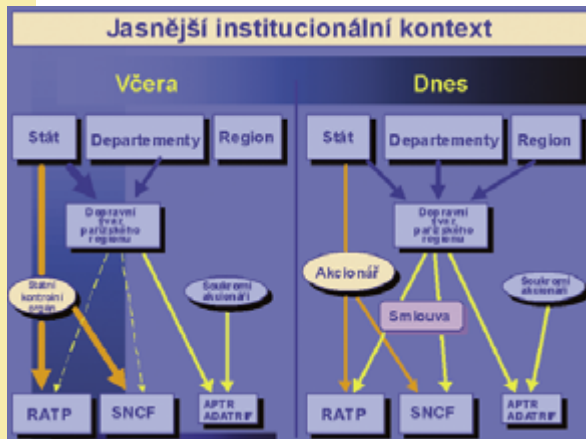 Jasnější institucionální kontext
Včera
Dnes
Stát
Departementy
Region
Stát
Departementy
Region
Dopravní
svaz
pařížského
regionu
Dopravní
svaz
pařížského
regionu
Státní
kontrolní
orgán
Soukromí
akcionáři
Akcionář
Soukromí
akcionáři
Smlouva
RATP
SNCF
APTR
ADATRIF
RATP
SNCF
APTR
ADATRIF